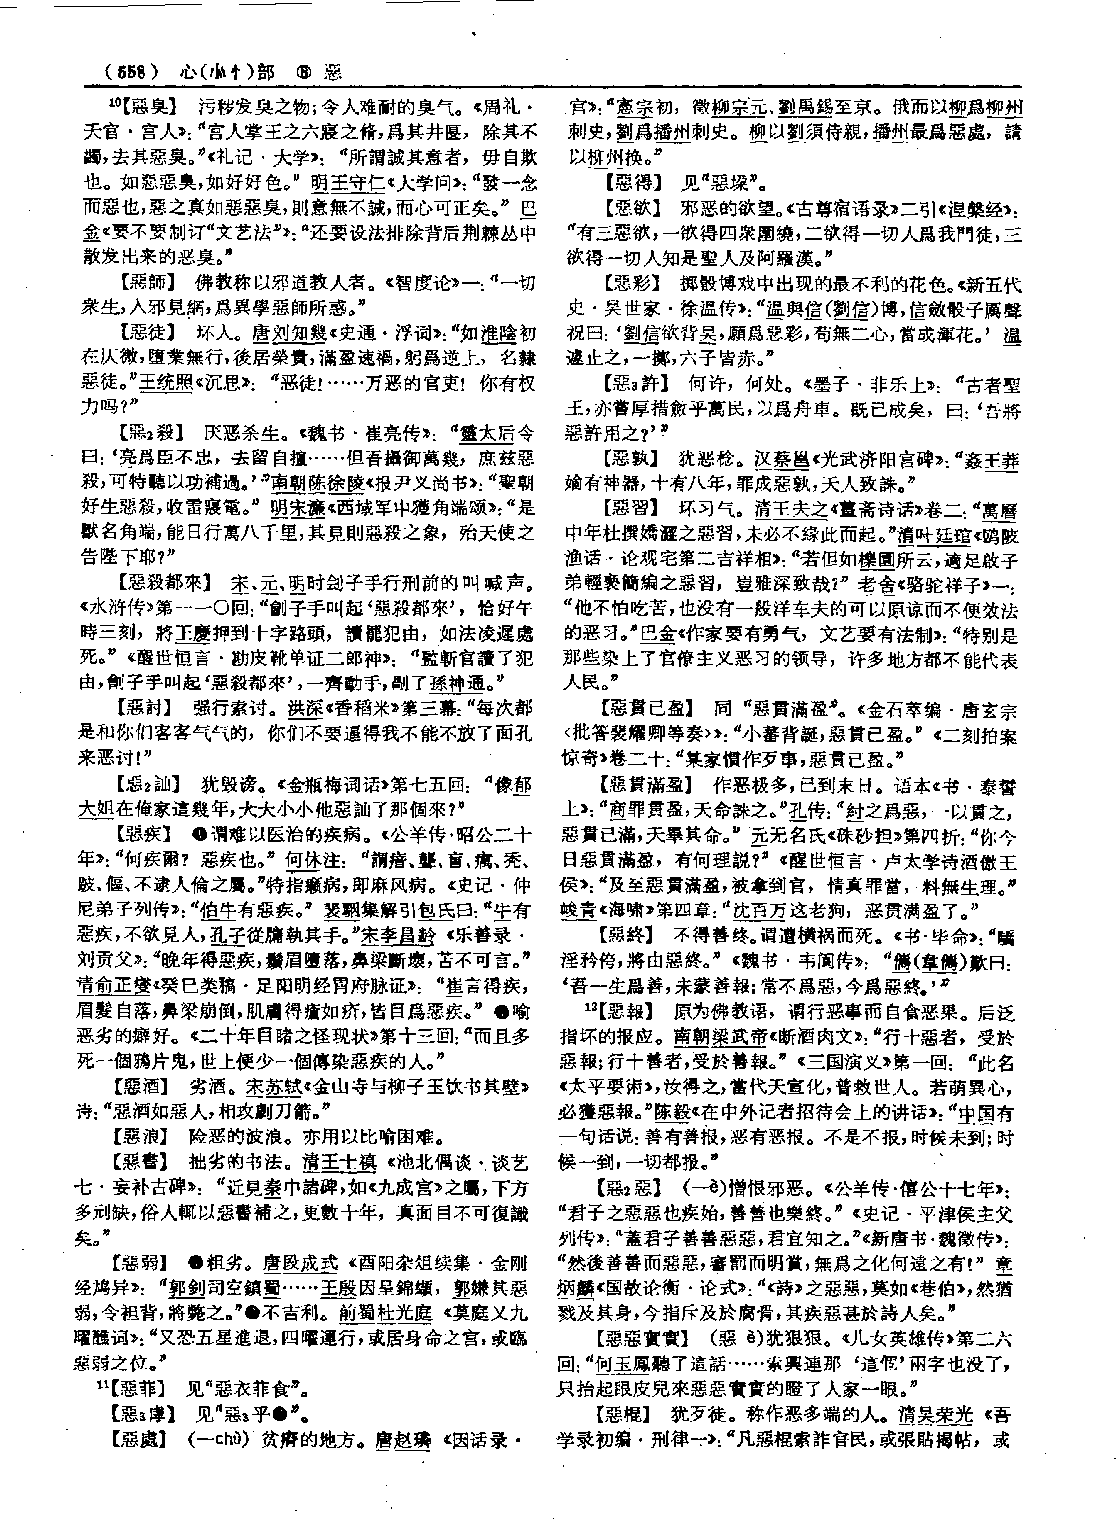 (558) 心(忄㣺)部 ⑧ 惡
¹⁰【惡臭】 污秽发臭之物;令人难耐的臭气。《周礼·
天官·宫人》:“宫人掌王之六寢之脩,爲其井匽,除其不
蠲,去其惡臭。”《礼记·大学》:“所謂誠其意者,毋自欺
也。如惡惡臭,如好好色。”明王守仁《大学问》:“發一念
而惡也,惡之真如惡惡臭,則意無不誠,而心可正矣。”巴
金《要不要制订“文艺法”》:“还要设法排除背后荆棘丛中
散发出来的恶臭。”
【惡師】 佛教称以邪道教人者。《智度论》一:“一切
衆生,入邪見網,爲異學惡師所惑。”
【惡徒】 坏人。唐刘知幾《史通·浮词》:“如淮陰初
在仄微,墮業無行,後居榮貴,滿盈速禍,躬爲逆上,名隸
惡徒。”王统照《沉思》:“恶徒!……万恶的官吏!你有权
力吗?”
【惡₂殺】 厌恶杀生。《魏书·崔亮传》:“靈太后令
曰:‘亮爲臣不忠,去留自擅……但吾攝御萬幾,庶兹惡
殺,可特聽以功補過。’”南朝陈徐陵《报尹义尚书》:“聖朝
好生惡殺,收雷寢電。”明宋濂《西域军中獲角端颂》:“是
獸名角端,能日行萬八千里,其見則惡殺之象,殆天使之
告陛下耶?”
【惡殺都來】 宋、元、明时刽子手行刑前的叫喊声。
《水浒传》第一一〇回:“劊子手叫起‘惡殺都來’,恰好午
時三刻,將王慶押到十字路頭,讀罷犯由,如法凌遲處
死。”《醒世恒言·勘皮靴单证二郎神》:“監斬官讀了犯
由,劊子手叫起‘惡殺都來’,一齊動手,剮了孫神通。”
【惡討】 强行索讨。洪深《香稻米》第三幕:“每次都
是和你们客客气气的,你们不要逼得我不能不放了面孔
来恶讨!”
【惡₂訕】 犹毁谤。《金瓶梅词话》第七五回:“像郁
大姐在俺家這幾年,大大小小他惡訕了那個來?”
【惡疾】 ❶谓难以医治的疾病。《公羊传·昭公二十
年》:“何疾爾?惡疾也。”何休注:“謂瘖、聾、盲、癘、秃、
跛、傴、不逮人倫之屬。”特指癞病,即麻风病。《史记·仲
尼弟子列传》:“伯牛有惡疾。”裴駰集解引包氏曰:“牛有
惡疾,不欲見人,孔子從牖執其手。”宋李昌龄《乐善录·
刘贡父》:“晚年得惡疾,鬚眉墮落,鼻梁斷壞,苦不可言。”
清俞正燮《癸巳类稿·足阳明经胃府脉证》:“崔言得疾,
眉髮自落,鼻梁崩倒,肌膚得瘡如疥,皆目爲惡疾。”❷喻
恶劣的癖好。《二十年目睹之怪现状》第十三回:“而且多
死一個鴉片鬼,世上便少一個傳染惡疾的人。”
【惡酒】 劣酒。宋苏轼《金山寺与柳子玉饮书其壁》
诗:“惡酒如惡人,相攻劇刀箭。”
【惡浪】 险恶的波浪。亦用以比喻困难。
【惡書】 拙劣的书法。清王士禛《池北偶谈·谈艺
七·妄补古碑》:“近見秦中諸碑,如《九成宫》之屬,下方
多刓缺,俗人輒以惡書補之,更數十年,真面目不可復識
矣。”
【惡弱】 ❶粗劣。唐段成式《酉阳杂俎续集·金刚
经鸠异》:“郭釗司空鎮蜀……王殷因呈錦纈,郭嫌其惡
弱,令袒背,將斃之。”❷不吉利。前蜀杜光庭《莫庭乂九
曜醮词》:“又恐五星進退,四曜運行,或居身命之宫,或臨
惡弱之位。”
¹¹【惡菲】 见“惡衣菲食”。
【惡₃虖】 见“惡₃乎❶”。
【惡處】 (—chù) 贫瘠的地方。唐赵璘《因话录·
宫》:“憲宗初,徵柳宗元、劉禹錫至京。俄而以柳爲柳州
刺史,劉爲播州刺史。柳以劉須侍親,播州最爲惡處,請
以柳州换。”
【惡得】 见“惡垛”。
【惡欲】 邪恶的欲望。《古尊宿语录》二引《涅槃经》:
“有三惡欲,一欲得四衆圍繞,二欲得一切人爲我門徒,三
欲得一切人知是聖人及阿羅漢。”
【惡彩】 掷骰博戏中出现的最不利的花色。《新五代
史·吴世家·徐温传》:“温與信(劉信)博,信斂骰子厲聲
祝曰:‘劉信欲背吴,願爲惡彩,苟無二心,當成渾花。’温
遽止之,一擲,六子皆赤。”
【惡₃許】 何许,何处。《墨子·非乐上》:“古者聖
王,亦嘗厚措斂乎萬民,以爲舟車。既已成矣,曰:‘吾將
惡許用之?’”
【惡孰】 犹恶稔。汉蔡邕《光武济阳宫碑》:“姦王莽
媮有神器,十有八年,罪成惡孰,天人致誅。”
【惡習】 坏习气。清王夫之《薑斋诗话》卷二:“萬曆
中年杜撰嬌澀之惡習,未必不緣此而起。”清叶廷琯《鸥陂
渔话·论观宅第二吉祥相》:“若但如櫟園所云,適足啟子
弟輕褻簡編之惡習,豈雅深致哉?”老舍《骆驼祥子》一:
“他不怕吃苦,也没有一般洋车夫的可以原谅而不便效法
的恶习。”巴金《作家要有勇气,文艺要有法制》:“特别是
那些染上了官僚主义恶习的领导,许多地方都不能代表
人民。”
【惡貫已盈】 同“惡貫滿盈”。《金石萃编·唐玄宗
〈批答裴耀卿等奏〉》:“小蕃背誕,惡貫已盈。”《二刻拍案
惊奇》卷二十:“某家慣作歹事,惡貫已盈。”
【惡貫滿盈】 作恶极多,已到末日。语本《书·泰誓
上》:“商罪貫盈,天命誅之。”孔传:“紂之爲惡,一以貫之,
惡貫已滿,天畢其命。”元无名氏《硃砂担》第四折:“你今
日惡貫滿盈,有何理説?”《醒世恒言·卢太学诗酒傲王
侯》:“及至惡貫滿盈,被拿到官,情真罪當,料無生理。”
峻青《海啸》第四章:“沈百万这老狗,恶贯满盈了。”
【惡終】 不得善终。谓遭横祸而死。《书·毕命》:“驕
淫矜侉,將由惡終。”《魏书·韦阆传》:“儁(韋儁)歎曰:
‘吾一生爲善,未蒙善報;常不爲惡,今爲惡終。’”
¹²【惡報】 原为佛教语,谓行恶事而自食恶果。后泛
指坏的报应。南朝梁武帝《断酒肉文》:“行十惡者,受於
惡報;行十善者,受於善報。”《三国演义》第一回:“此名
《太平要術》,汝得之,當代天宣化,普救世人。若萌異心,
必獲惡報。”陈毅《在中外记者招待会上的讲话》:“中国有
一句话说:善有善报,恶有恶报。不是不报,时候未到;时
候一到,一切都报。”
【惡₂惡】 (—è)憎恨邪恶。《公羊传·僖公十七年》:
“君子之惡惡也疾始,善善也樂終。”《史记·平津侯主父
列传》:“蓋君子善善惡惡,君宜知之。”《新唐书·魏徵传》:
“然後善善而惡惡,審罰而明賞,無爲之化何遠之有!”章
炳麟《国故论衡·论式》:“《詩》之惡惡,莫如《巷伯》,然猶
戮及其身,今指斥及於腐骨,其疾惡甚於詩人矣。”
【惡惡實實】 (惡 è)犹狠狠。《儿女英雄传》第二六
回:“何玉鳳聽了這話……索興連那‘這個’兩字也没了,
只抬起眼皮兒來惡惡實實的瞪了人家一眼。”
【惡棍】 犹歹徒。称作恶多端的人。清吴荣光《吾
学录初编·刑律一》:“凡惡棍索詐官民,或張貼揭帖,或